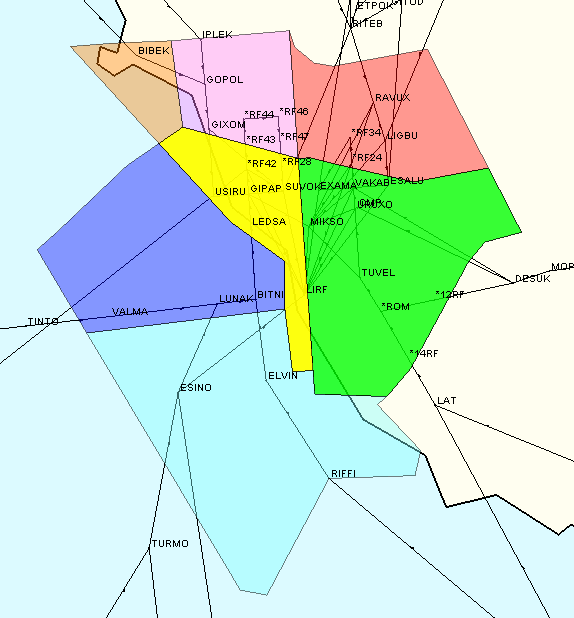 ETPOK
RITEB
IPLEK
BIBEK
GOPOL
RAVUX
*RF44
*RF46
GIXOM
*RF34
LIGBU
*RF43
*RF47
*RF24
*RF42
*RF28
USIRU
GIPAP
SUVOK
EXAMA
VAKAB
ESALU
URUXO
LEDSA
MIKSO
MOP
TUVEL
DESUK
LIRF
BITNI
LUNAK
*12RF
*ROM
VALMA
TINTO
*14RF
ELVIN
ESINO
LAT
RIFFI
TURMO